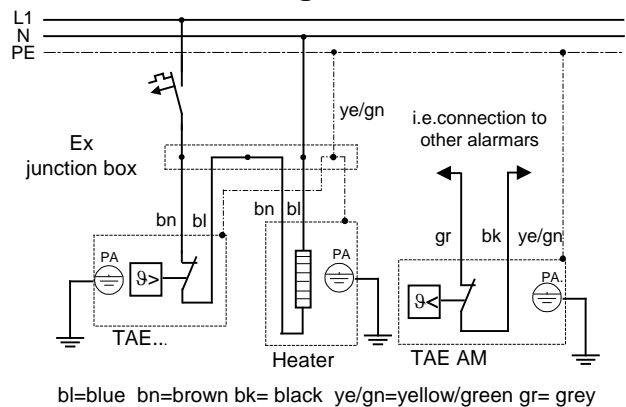 L1
N
PE
ye/gn
i.e.connection to
other alarmars
Ex
junction box
bn bl
bn bl
gr bk ye/gn
PA
ϑ>
PA
PA
ϑ<
TAE...
Heater
TAE AM
bl=blue bn=brown bk= black ye/gn=yellow/green gr= grey